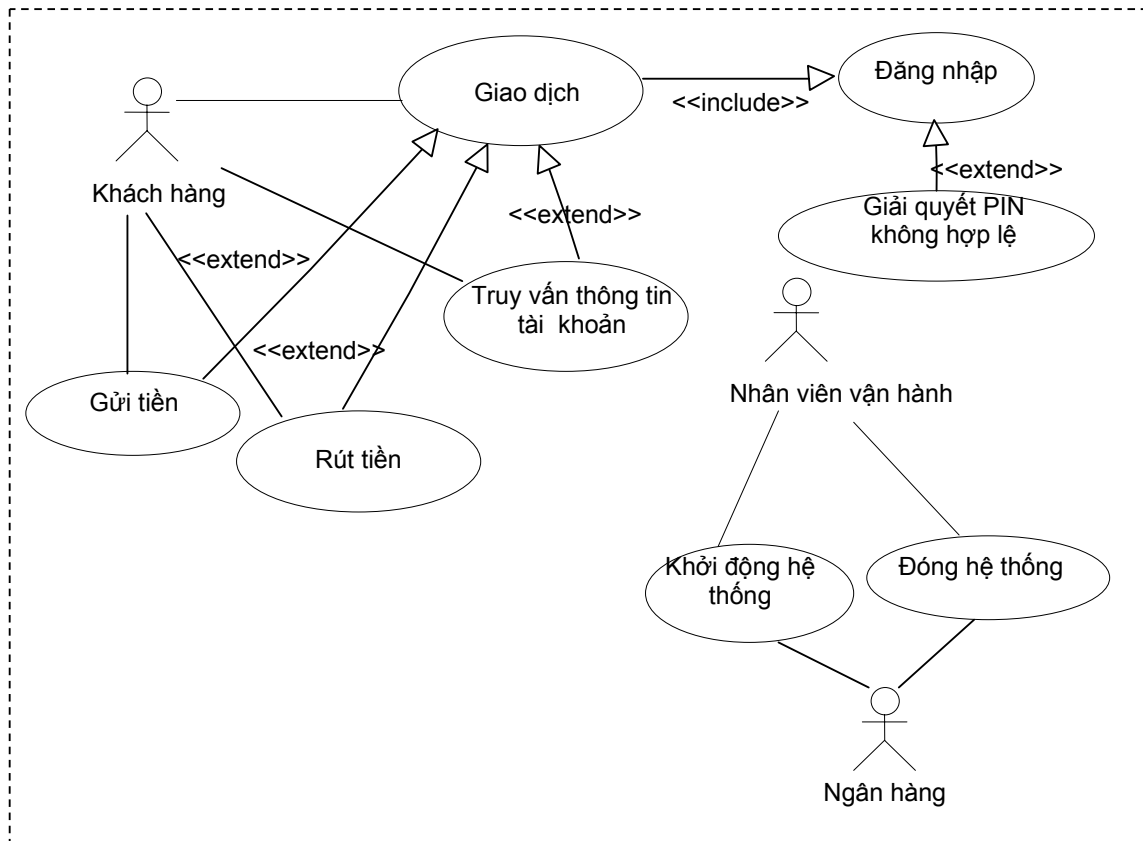 Giao dịch
Đăng nhập
<<include>>
Khách hàng
<<extend>>
<<extend>>
Giải quyết PIN
không hợp lệ
<<extend>>
Truy vấn thông tin
tài khoản
<<extend>>
Gửi tiền
Rút tiền
Nhân viên vận hành
Khởi động hệ
thống
Đóng hệ thống
Ngân hàng